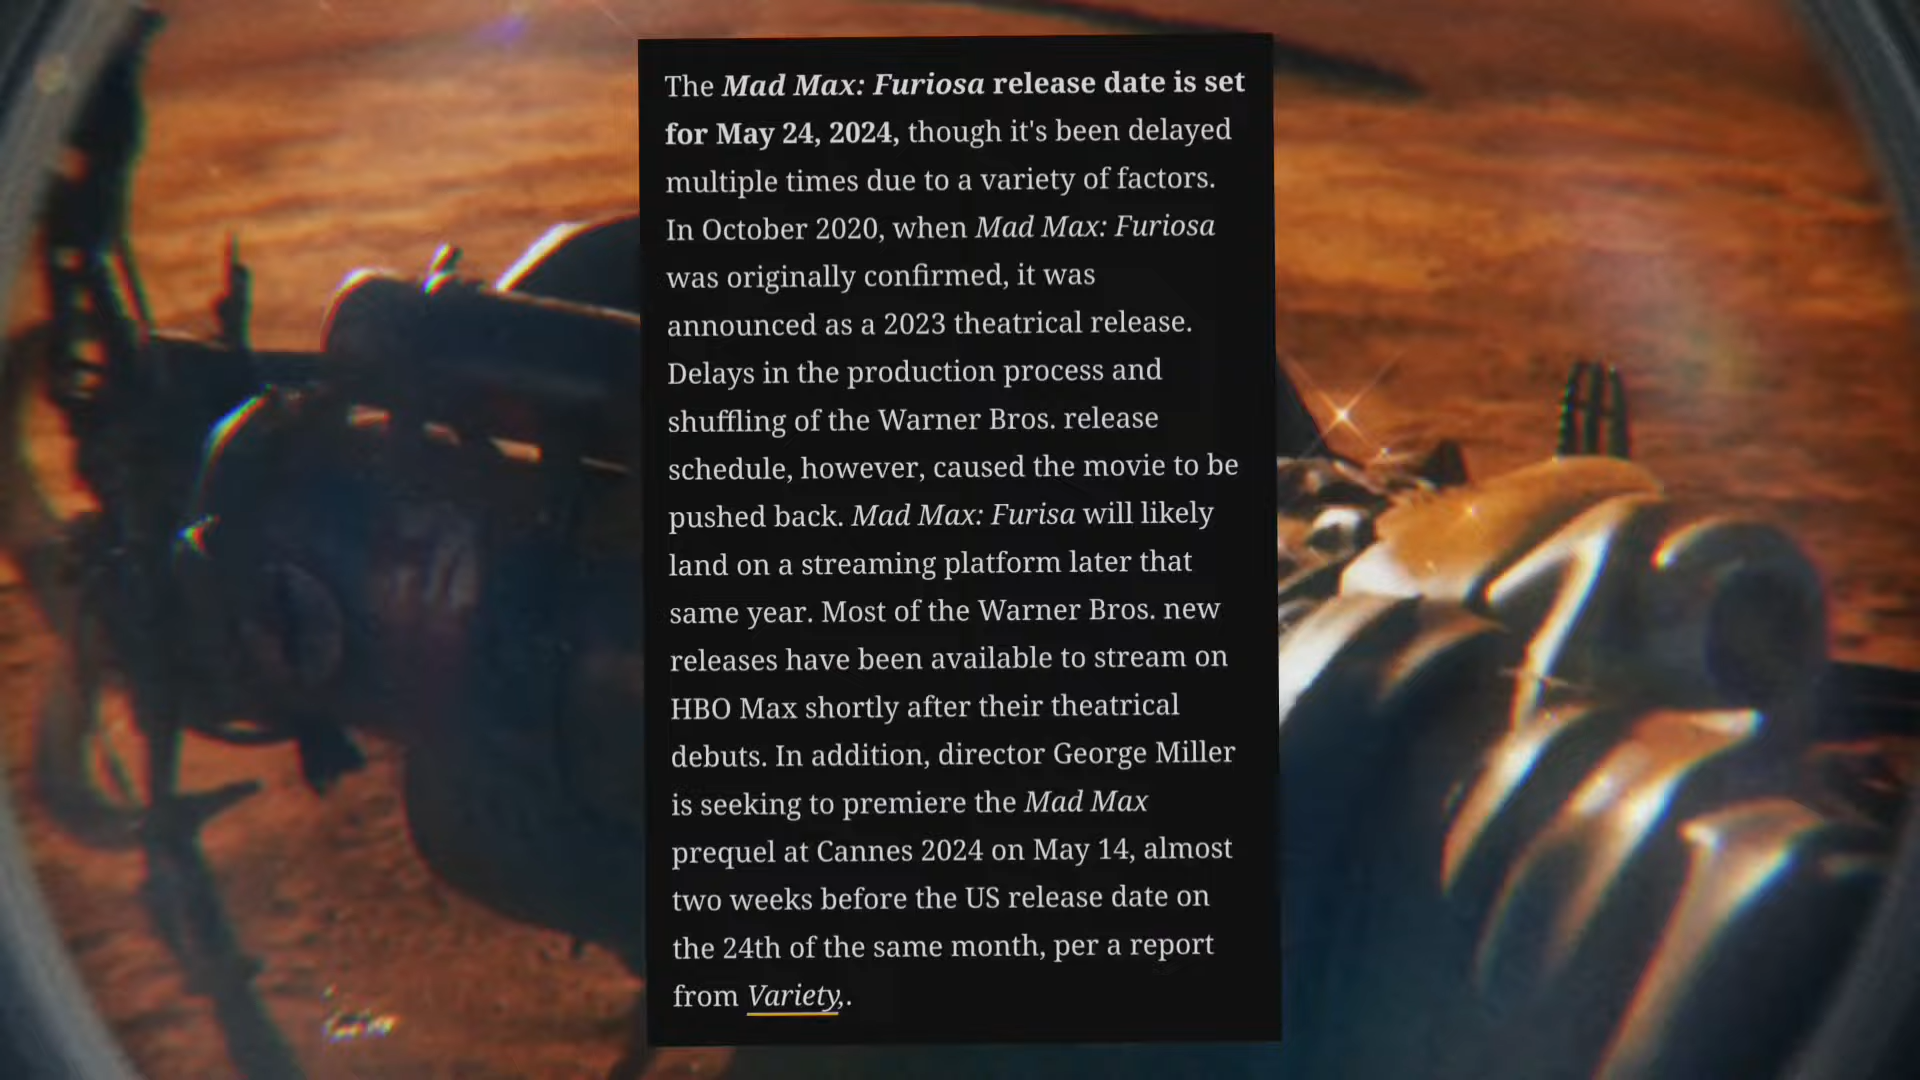 The Mad Max: Furiosa release date is set
for May 24, 2024, though it's been delayed
multiple times due to a variety of factors.
In October 2020, when Mad Max: Furiosa
was originally confirmed, it was
announced as a 2023 theatrical release.
Delays in the production process and
shuffling of the Warner Bros. release
schedule, however, caused the movie to be
pushed back. Mad Max: Furisa will likely
land on a streaming platform later that
same year. Most of the Warner Bros. new
releases have been available to stream on
HBO Max shortly after their theatrical
debuts. In addition, director George Miller
is seeking to premiere the Mad Max
prequel at Cannes 2024 on May 14, almost
two weeks before the US release date on
the 24th of the same month, per a report
from Variety,.